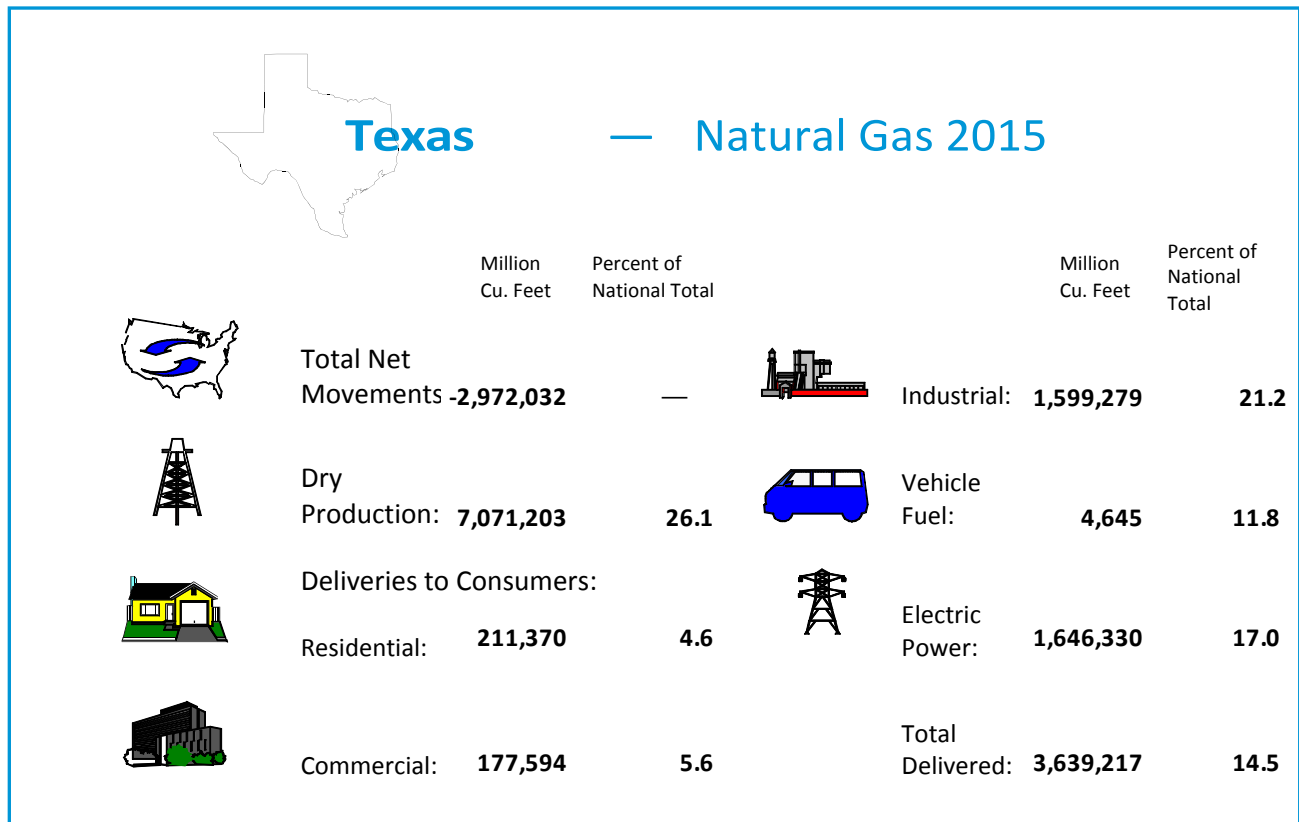 Texas — Natural Gas 2015
Million Percent of
Cu. Feet National Total
Million Percent of
Cu. Feet National
Total
Total Net
Movements -2,972,032 —
Industrial: 1,599,279 21.2
Dry
Production: 7,071,203 26.1
Vehicle
Fuel: 4,645 11.8
Deliveries to Consumers:
Residential: 211,370 4.6
Electric
Power: 1,646,330 17.0
Commercial: 177,594 5.6
Total
Delivered: 3,639,217 14.5